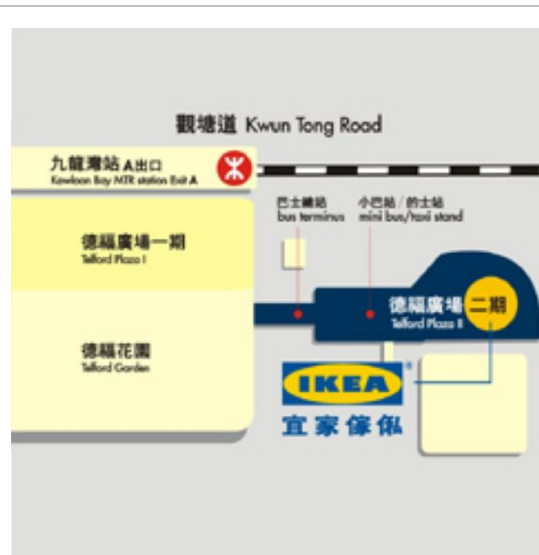 觀塘道 Kwun Tong Road
九龍灣站 A出口
Kowloon Bay MTR station Exit A
巴士總站
bus terminus
小巴站/的士站
mini bus/taxi stand
德福廣場一期
Telford Plaza I
德福廣場 二期
Telford Plaza II
德福花園
Telford Garden
IKEA®
宜家傢俬